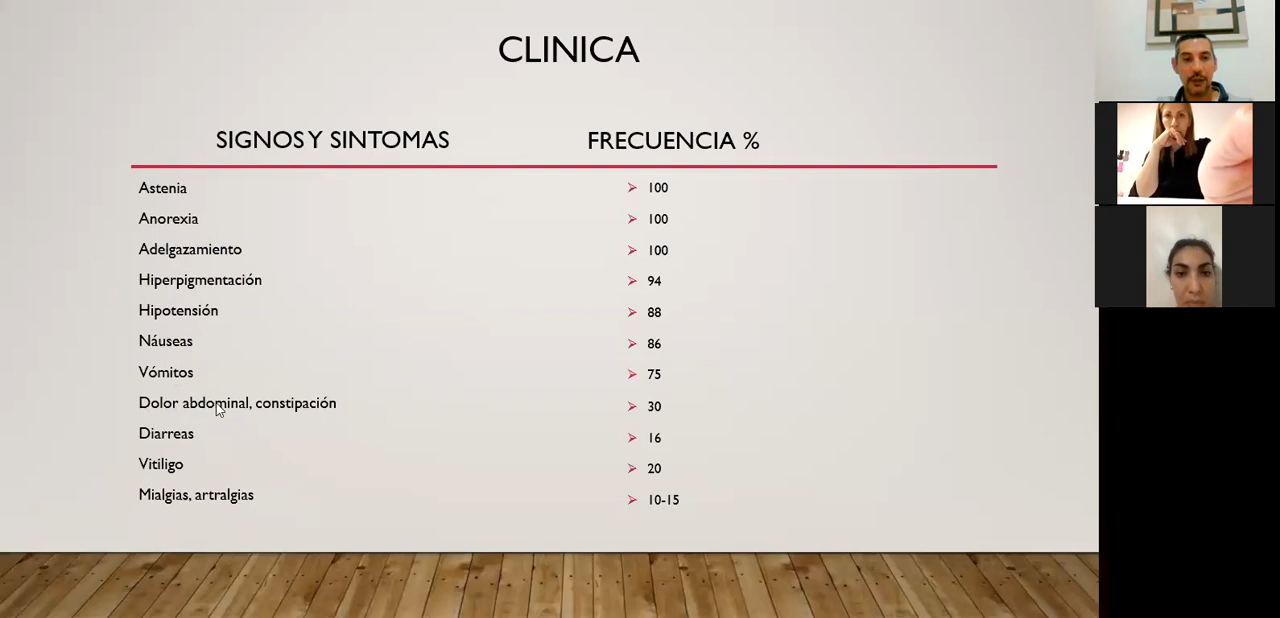 CLINICA
SIGNOS Y SINTOMAS FRECUENCIA %
Astenia 100
Anorexia 100
Adelgazamiento 100
Hiperpigmentación 94
Hipotensión 88
Náuseas 86
Vómitos 75
Dolor abdominal, constipación 30
Diarreas 16
Vitiligo 20
Mialgias, artralgias 10-15